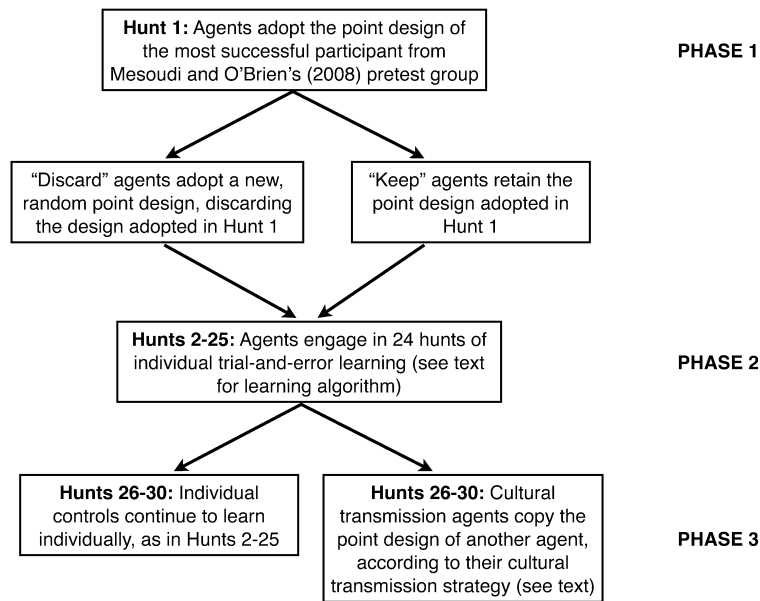 Hunt 1: Agents adopt the point design of
the most successful participant from
Mesoudi and O’Brien’s (2008) pretest group
PHASE 1
“Discard” agents adopt a new,
random point design, discarding
the design adopted in Hunt 1
“Keep” agents retain the
point design adopted in
Hunt 1
Hunts 2-25: Agents engage in 24 hunts of
individual trial-and-error learning (see text
for learning algorithm)
PHASE 2
Hunts 26-30: Individual
controls continue to learn
individually, as in Hunts 2-25
Hunts 26-30: Cultural
transmission agents copy the
point design of another agent,
according to their cultural
transmission strategy (see text)
PHASE 3